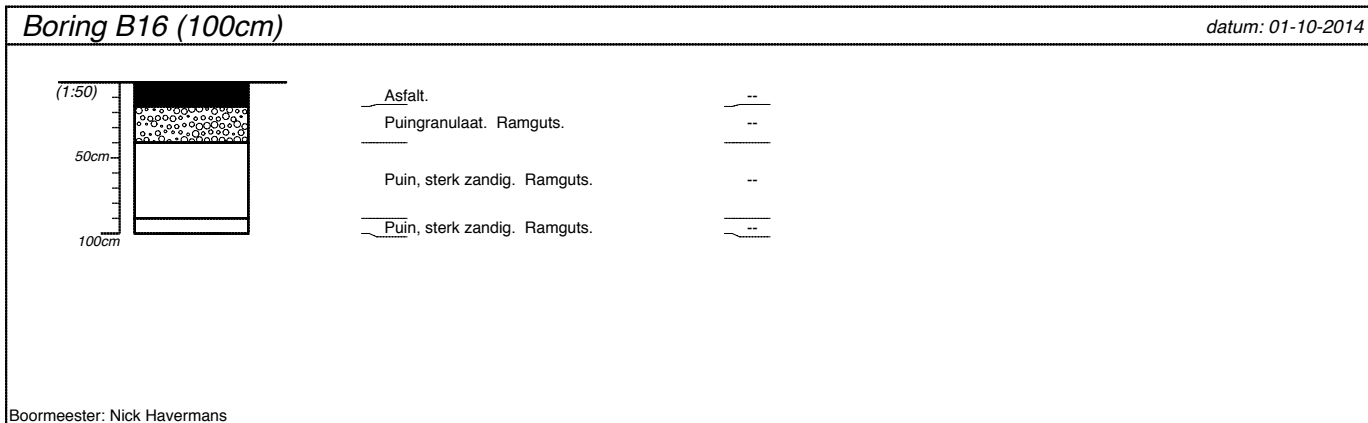 Boring B16 (100cm)
datum: 01-10-2014
(1:50)
Asfalt. --
Puingranulaat. Ramguts. --
50cm
Puin, sterk zandig. Ramguts. --
Puin, sterk zandig. Ramguts. --
100cm
Boormeester: Nick Havermans